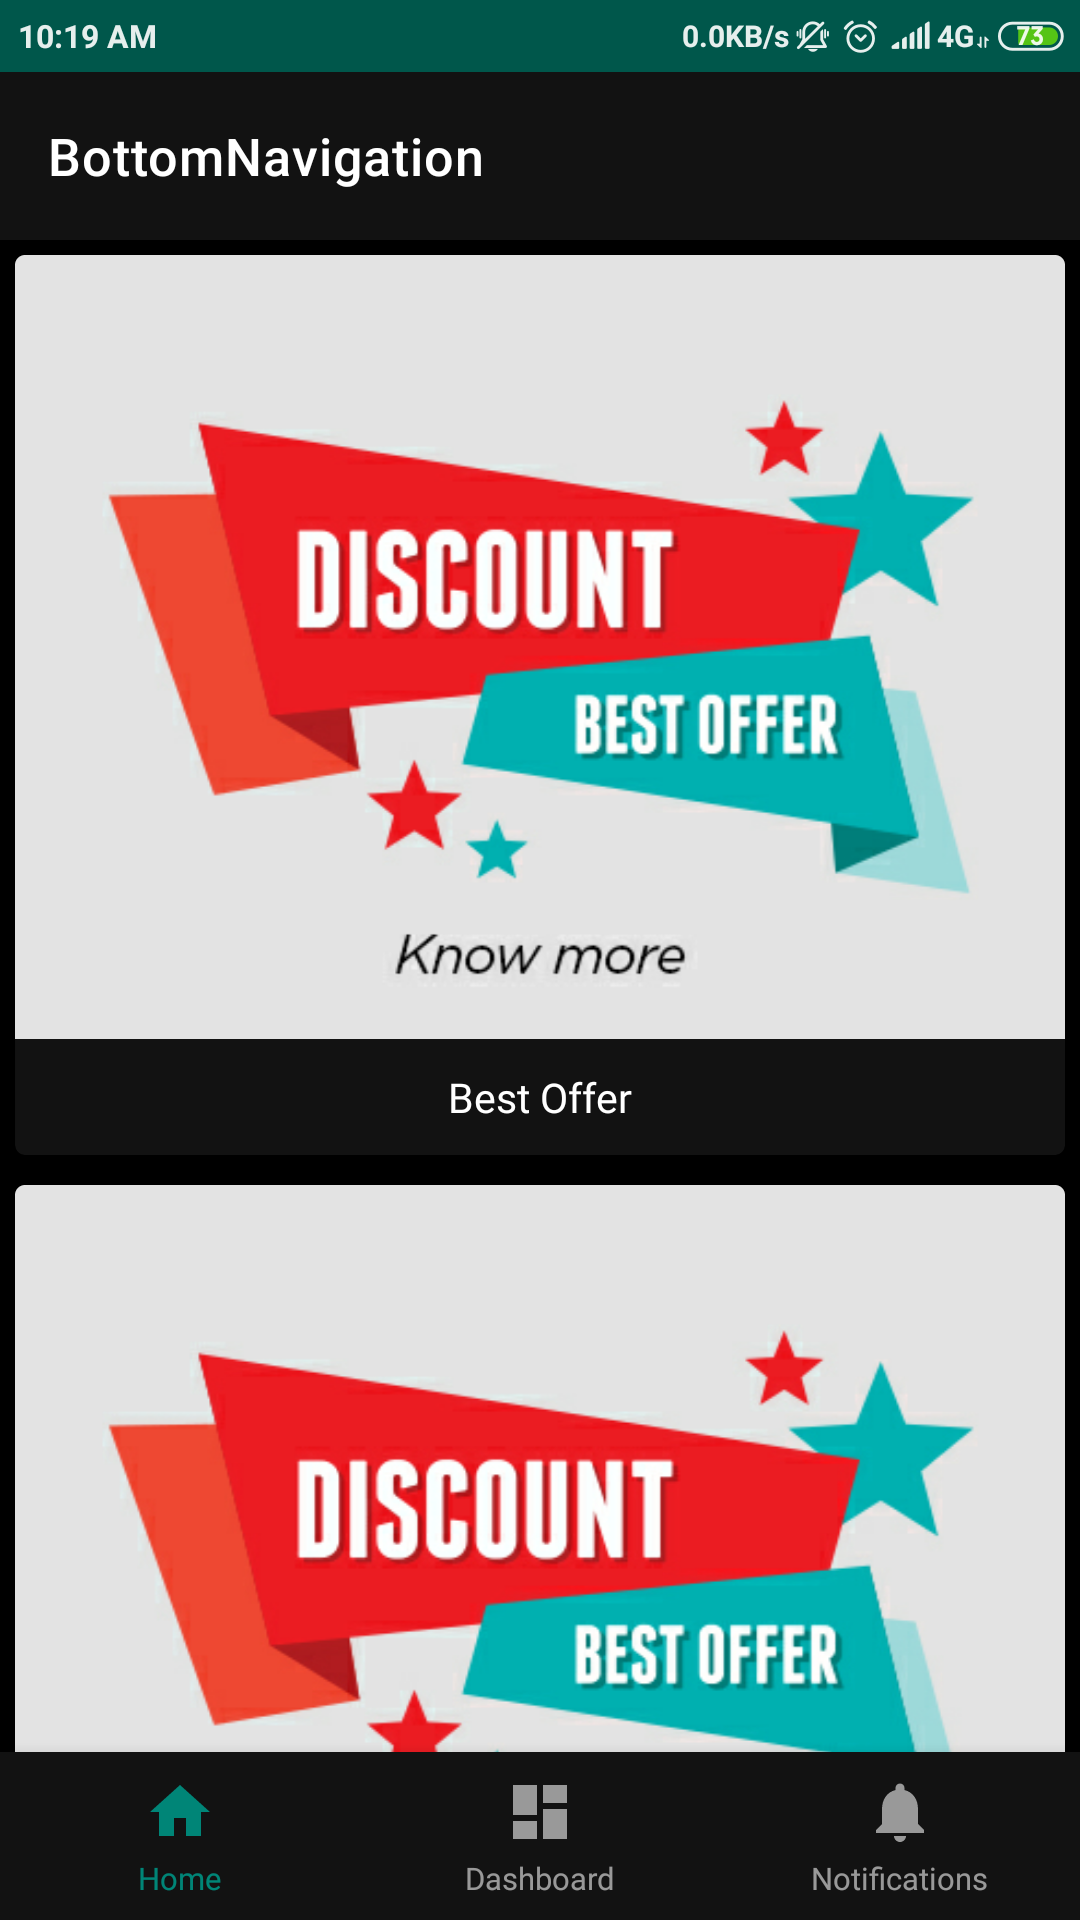 10:19 AM 0.0KB/s 4G 73
BottomNavigation
DISCOUNT
BEST OFFER
Know more
Best Offer
DISCOUNT
BEST OFFER
Home Dashboard Notifications